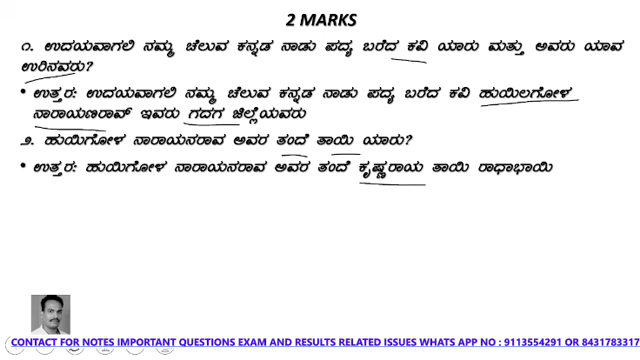 2 MARKS
೧. ಉದಯವಾಗಲಿ ನಮ್ಮ ಚೆಲುವ ಕನ್ನಡ ನಾಡು ಪದ್ಯ ಬರೆದ ಕವಿ ಯಾರು ಮತ್ತು ಅವರು ಯಾವ
ಊರಿನವರು?
• ಉತ್ತರ: ಉದಯವಾಗಲಿ ನಮ್ಮ ಚೆಲುವ ಕನ್ನಡ ನಾಡು ಪದ್ಯ ಬರೆದ ಕವಿ ಹುಯಿಲಗೋಳ
ನಾರಾಯಣರಾವ್ ಇವರು ಗದಗ ಜಿಲ್ಲೆಯವರು
೨. ಹುಯಿಗೋಳ ನಾರಾಯನರಾವ ಅವರ ತಂದೆ ತಾಯಿ ಯಾರು?
• ಉತ್ತರ: ಹುಯಿಗೋಳ ನಾರಾಯನರಾವ ಅವರ ತಂದೆ ಕೃಷ್ಣರಾಯ ತಾಯಿ ರಾಧಾಭಾಯಿ
CONTACT FOR NOTES IMPORTANT QUESTIONS EXAM AND RESULTS RELATED ISSUES WHATS APP NO : 9113554291 OR 8431783317